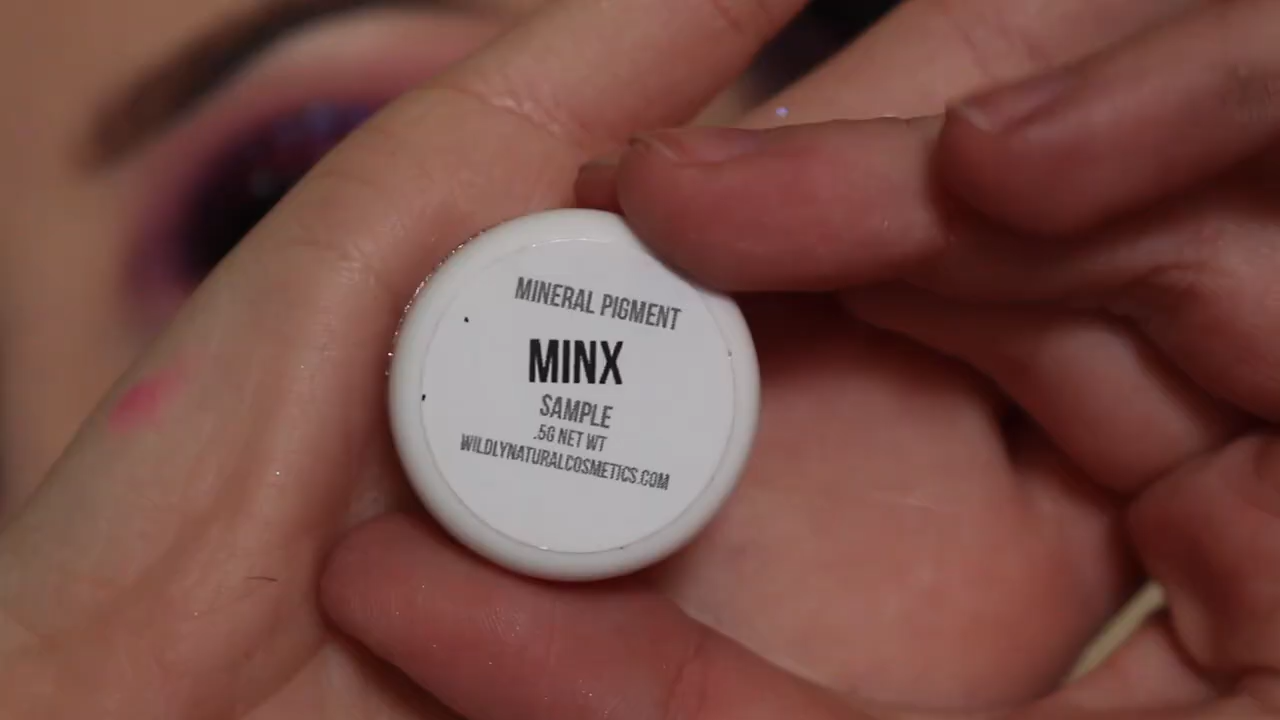 MINERAL PIGMENT
MINX
SAMPLE
.5G NET WT
WILDLYNATURALCOSMETICS.COM